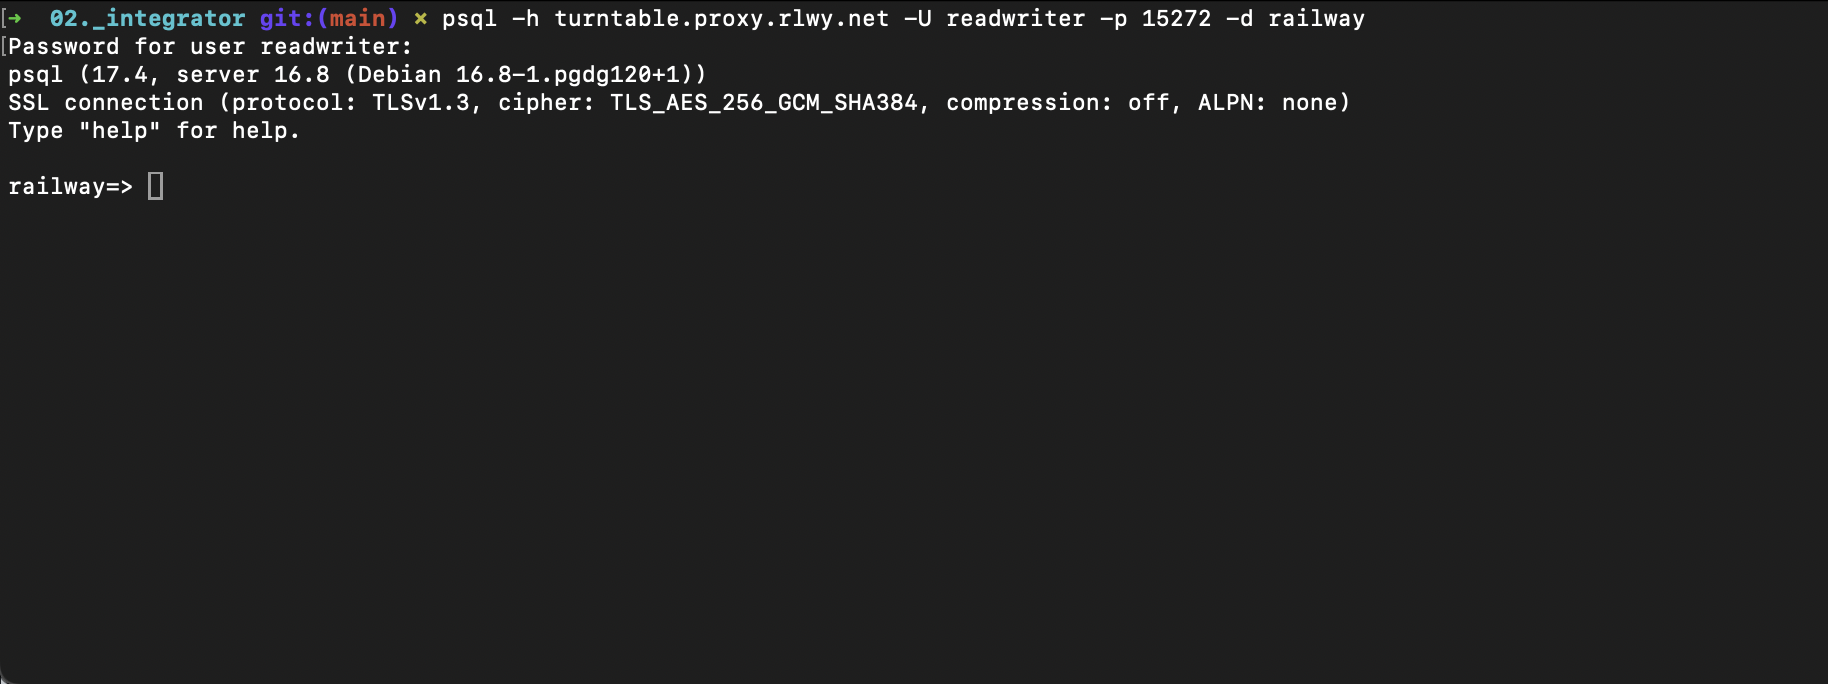 [➜  02._integrator git:(main) ✗ psql -h turntable.proxy.rlwy.net -U readwriter -p 15272 -d railway
[Password for user readwriter:
psql (17.4, server 16.8 (Debian 16.8-1.pgdg120+1))
SSL connection (protocol: TLSv1.3, cipher: TLS_AES_256_GCM_SHA384, compression: off, ALPN: none)
Type "help" for help.
railway=>